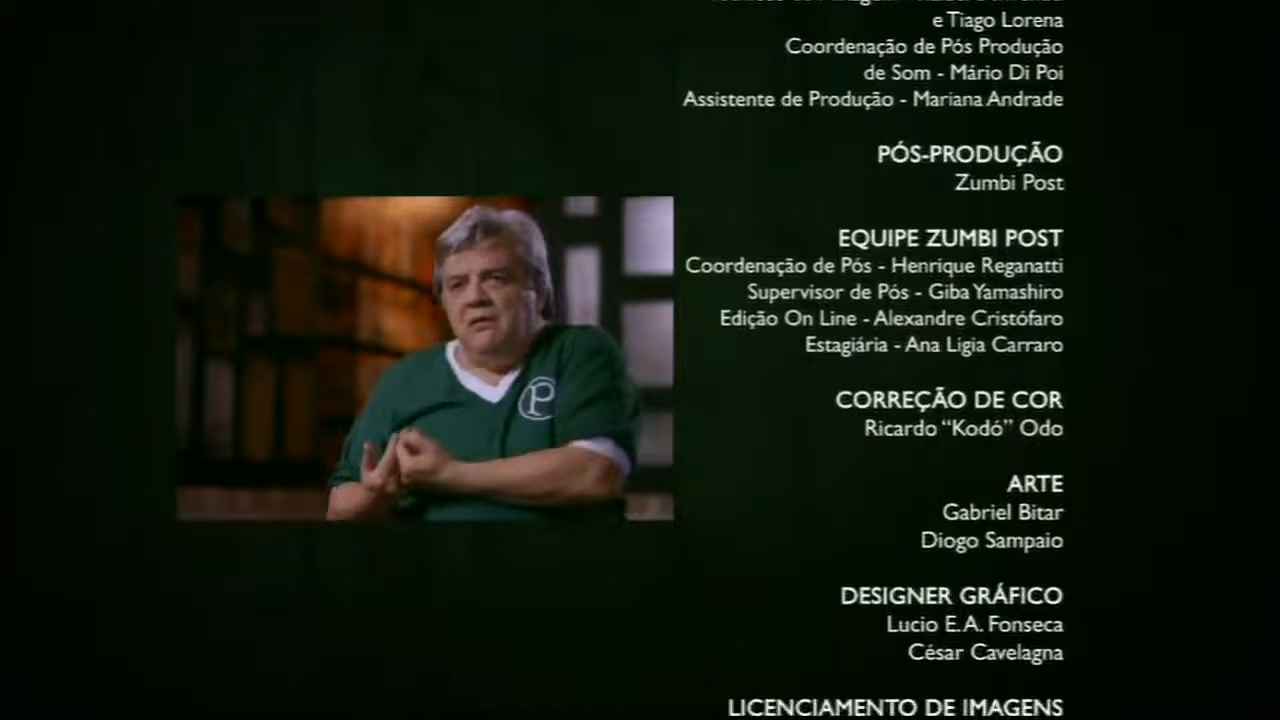 e Tiago Lorena
Coordenação de Pós Produção
de Som - Mário Di Poi
Assistente de Produção - Mariana Andrade
PÓS-PRODUÇÃO
Zumbi Post
EQUIPE ZUMBI POST
Coordenação de Pós - Henrique Reganatti
Supervisor de Pós - Giba Yamashiro
Edição On Line - Alexandre Cristófaro
Estagiária - Ana Ligia Carraro
P
CORREÇÃO DE COR
Ricardo “Kodó” Odo
ARTE
Gabriel Bitar
Diogo Sampaio
DESIGNER GRÁFICO
Lucio E.A. Fonseca
César Cavelagna
LICENCIAMENTO DE IMAGENS